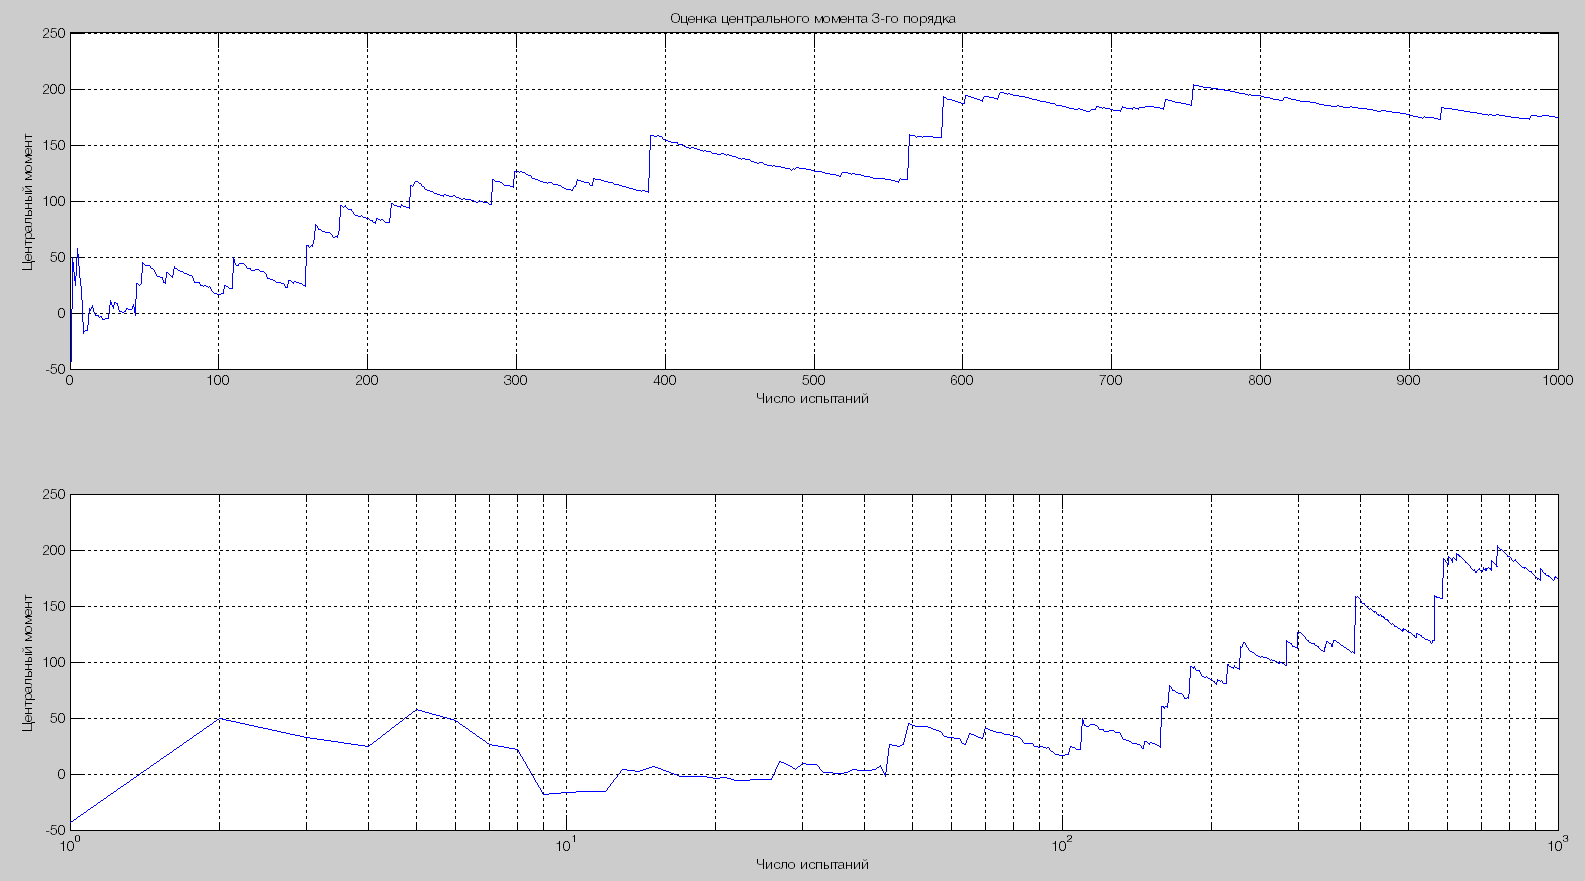 Оценка центрального момента 3-го порядка
250
200
150
100
50
0
-50
Центральный момент
0 100 200 300 400 500 600 700 800 900 1000
Число испытаний
250
200
150
100
50
0
-50
Центральный момент
10^0 10^1 10^2 10^3
Число испытаний